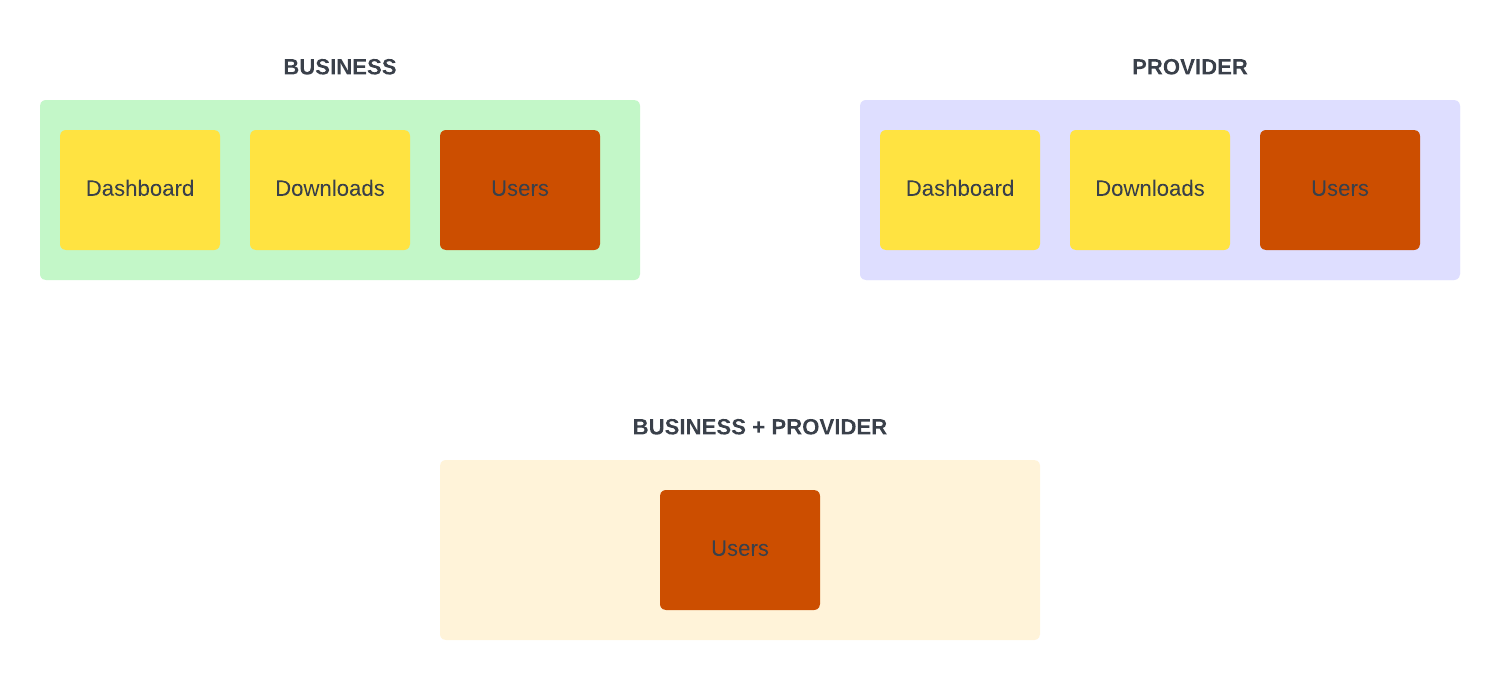 BUSINESS
Dashboard
Downloads
Users
PROVIDER
Dashboard
Downloads
Users
BUSINESS + PROVIDER
Users